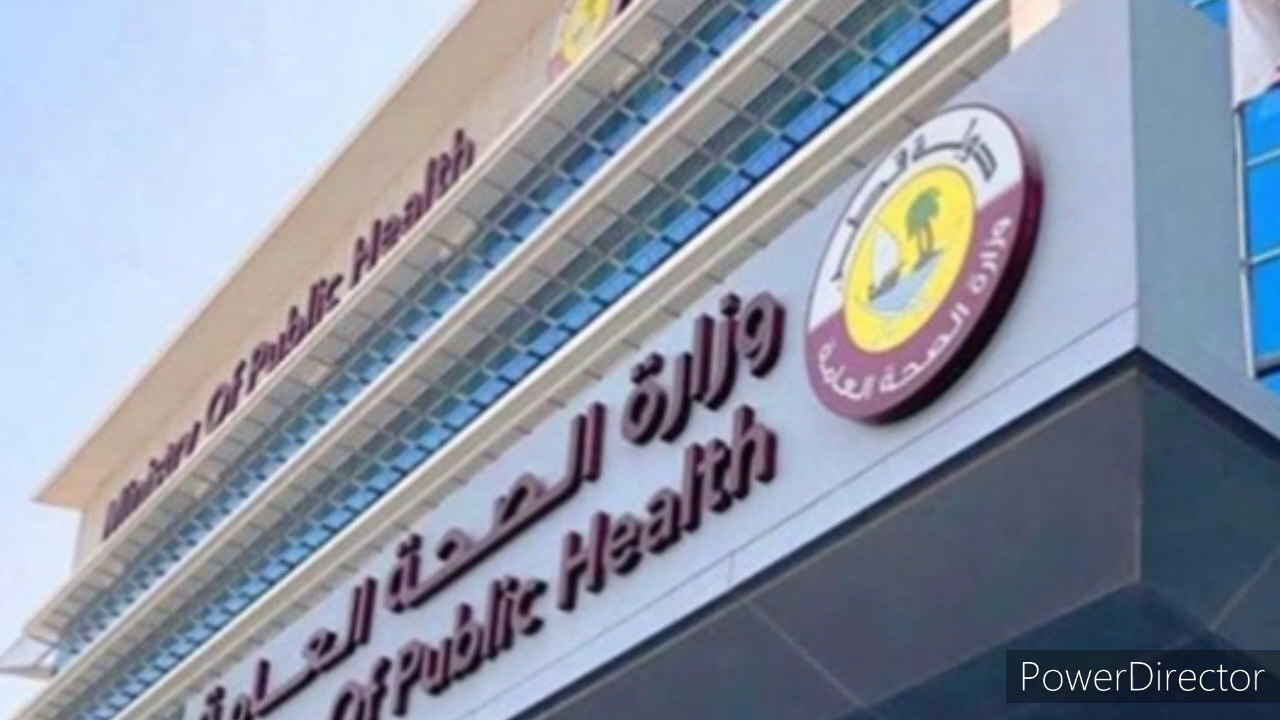 Ministry Of Public Health
وزارة الصحة العامة
Of Public Health
دولة قطر
وزارة الصحة العامة
PowerDirector